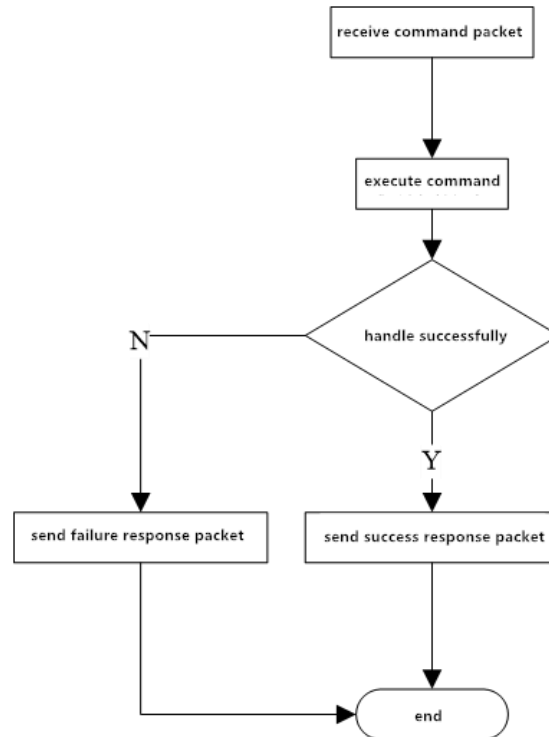 receive command packet
execute command
handle successfully
N
Y
send failure response packet
send success response packet
end